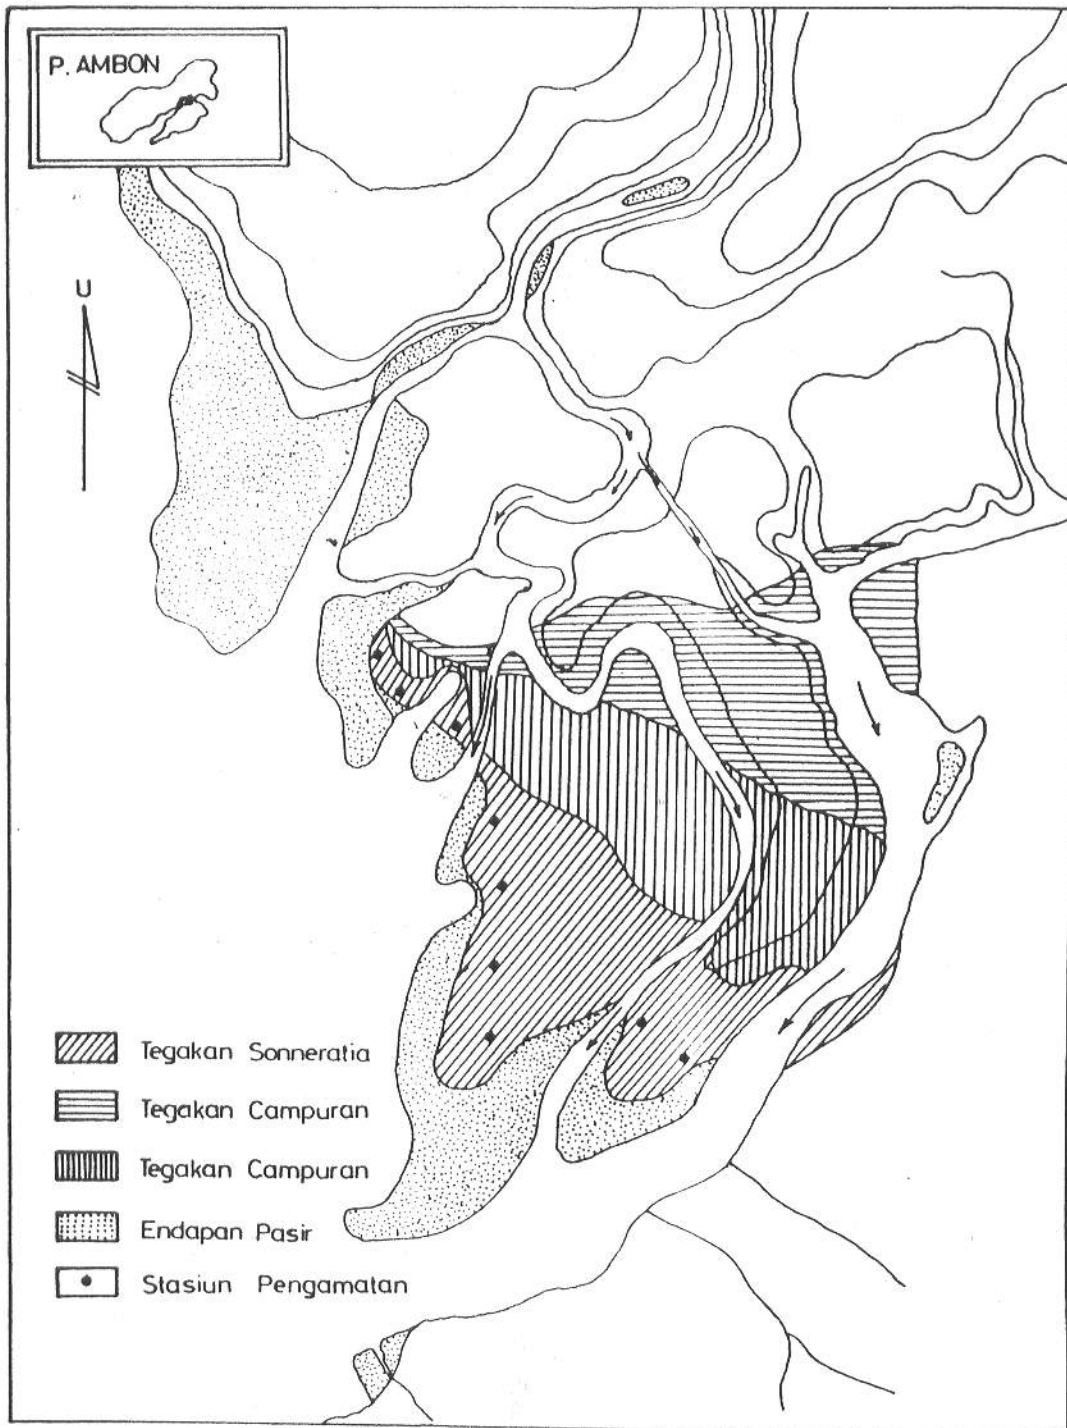 P. AMBON
U
Tegakan Sonneratia
Tegakan Campuran
Tegakan Campuran
Endapan Pasir
Stasiun Pengamatan